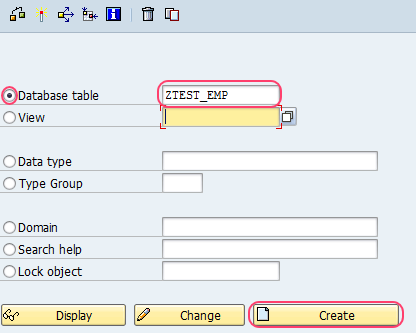 Database table ZTEST_EMP
View
Data type
Type Group
Domain
Search help
Lock object
Display Change Create